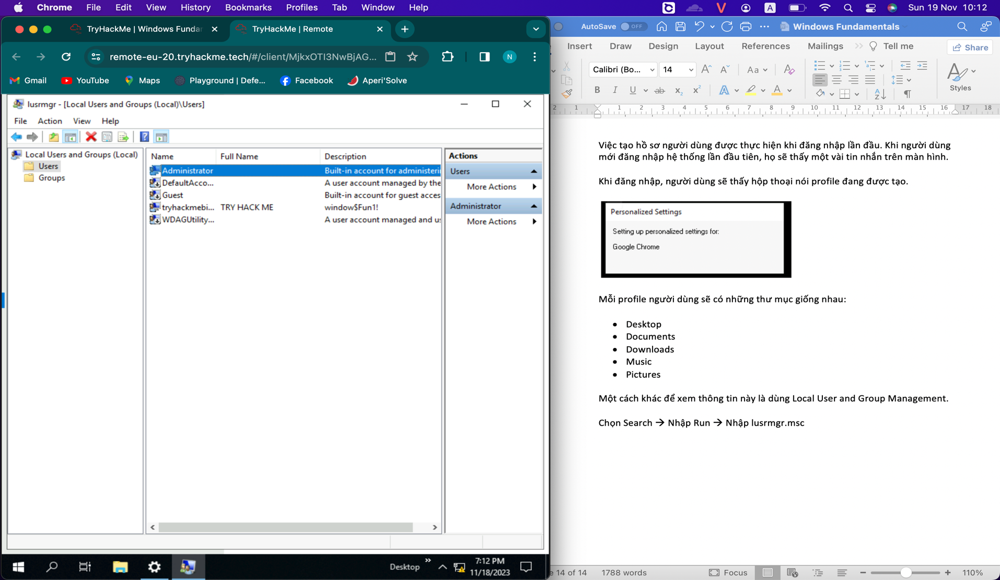 Chrome File Edit View History Bookmarks Profiles Tab Window Help
A Sun 19 Nov 10:12
TryHackMe | Windows Fundar
TryHackMe | Remote
AutoSave OFF
Windows Fundamentals
remote-eu-20.tryhackme.tech/#/client/MjkxOTI3NwBjAG...
N
Insert Draw Design Layout References Mailings Tell me
Share
Gmail YouTube Maps Playground | Defe... Facebook Aperi'Solve
Calibri (Bo... 14
Aa
B I U ab x2 x2 A A
Styles
lusrmgr - [Local Users and Groups (Local)\Users]
File Action View Help
Local Users and Groups (Local)
Users
Groups
Name Full Name Description
Administrator Built-in account for administeri
DefaultAcco... A user account managed by the
Guest Built-in account for guest acces
tryhackmebi... TRY HACK ME window$Fun1!
WDAGUtility... A user account managed and u
Actions
Users
More Actions
Administrator
More Actions
2 1 1 2 3 4 5 6 7 8 9 10 11 12 13 14 15 16 17 18
Việc tạo hồ sơ người dùng được thực hiện khi đăng nhập lần đầu. Khi người dùng
mới đăng nhập hệ thống lần đầu tiên, họ sẽ thấy một vài tin nhắn trên màn hình.
Khi đăng nhập, người dùng sẽ thấy hộp thoại nói profile đang được tạo.
Personalized Settings
Setting up personalized settings for:
Google Chrome
Mỗi profile người dùng sẽ có những thư mục giống nhau:
• Desktop
• Documents
• Downloads
• Music
• Pictures
Một cách khác để xem thông tin này là dùng Local User and Group Management.
Chọn Search → Nhập Run → Nhập lusrmgr.msc
Desktop
7:12 PM
11/18/2023
e 14 of 14 1788 words Focus 110%